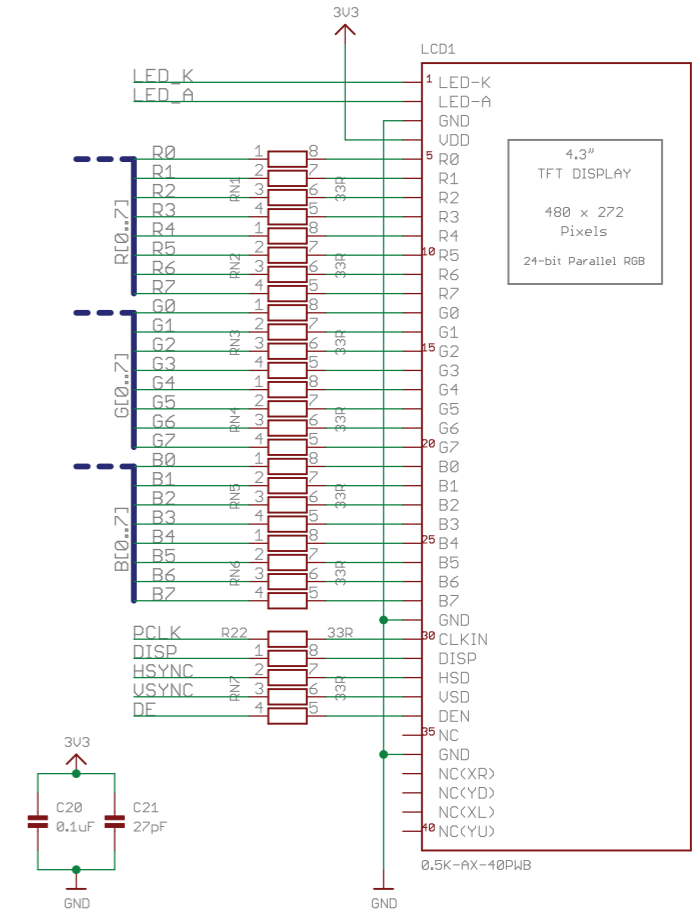 3V3
LCD1
LED_K 1 LED-K
LED_A LED-A
GND
VDD
R0 1 8 5 R0
R1 2 7 R1
R2 3 6 R2
R3 4 5 R3
R4 1 8 R4
R5 2 7 10 R5
R6 3 6 R6
R7 4 5 R7
G0 1 8 G0
G1 2 7 G1
G2 3 6 15 G2
G3 4 5 G3
G4 1 8 G4
G5 2 7 G5
G6 3 6 G6
G7 4 5 20 G7
B0 1 8 B0
B1 2 7 B1
B2 3 6 B2
B3 4 5 B3
B4 1 8 25 B4
B5 2 7 B5
B6 3 6 B6
B7 4 5 B7
GND
PCLK R22 33R 30 CLKIN
DISP 1 8 DISP
HSYNC 2 7 HSD
VSYNC 3 6 VSD
DE 4 5 DEN
35 NC
GND
NC(XR)
NC(YD)
NC(XL)
40 NC(YU)
0.5K-AX-40PWB
R[0..7]
G[0..7]
B[0..7]
RN1 33R
RN2 33R
RN3 33R
RN4 33R
RN5 33R
RN6 33R
RN7 33R
4.3"
TFT DISPLAY
480 x 272
Pixels
24-bit Parallel RGB
3V3
C20 C21
0.1uF 27pF
GND
GND